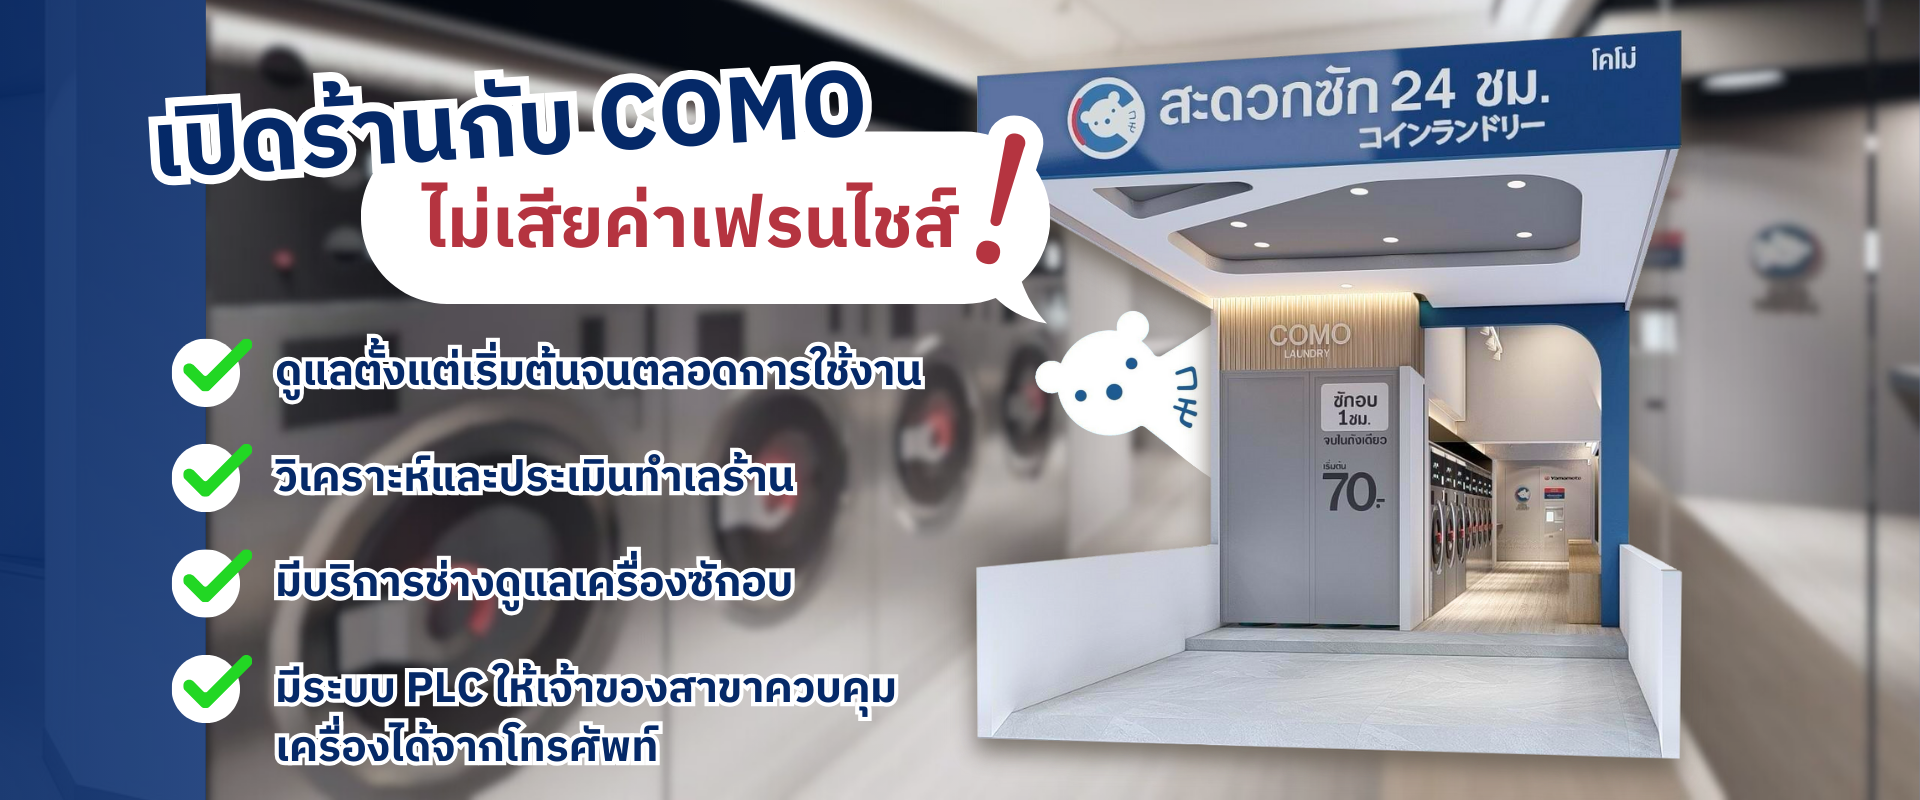 เปิดร้านกับ COMO
ไม่เสียค่าเฟรนไชส์!
ดูแลตั้งแต่เริ่มต้นจนตลอดการใช้งาน
วิเคราะห์และประเมินทำเลร้าน
มีบริการช่างดูแลเครื่องซักอบ
มีระบบ PLC ให้เจ้าของสาขาควบคุม
เครื่องได้จากโทรศัพท์
โคโม่
สะดวกซัก 24 ชม.
コインランドリー
コモ
COMO
LAUNDRY
ซักอบ
1ชม.
จบในถังเดียว
เริ่มต้น
70.-
Yamamoto